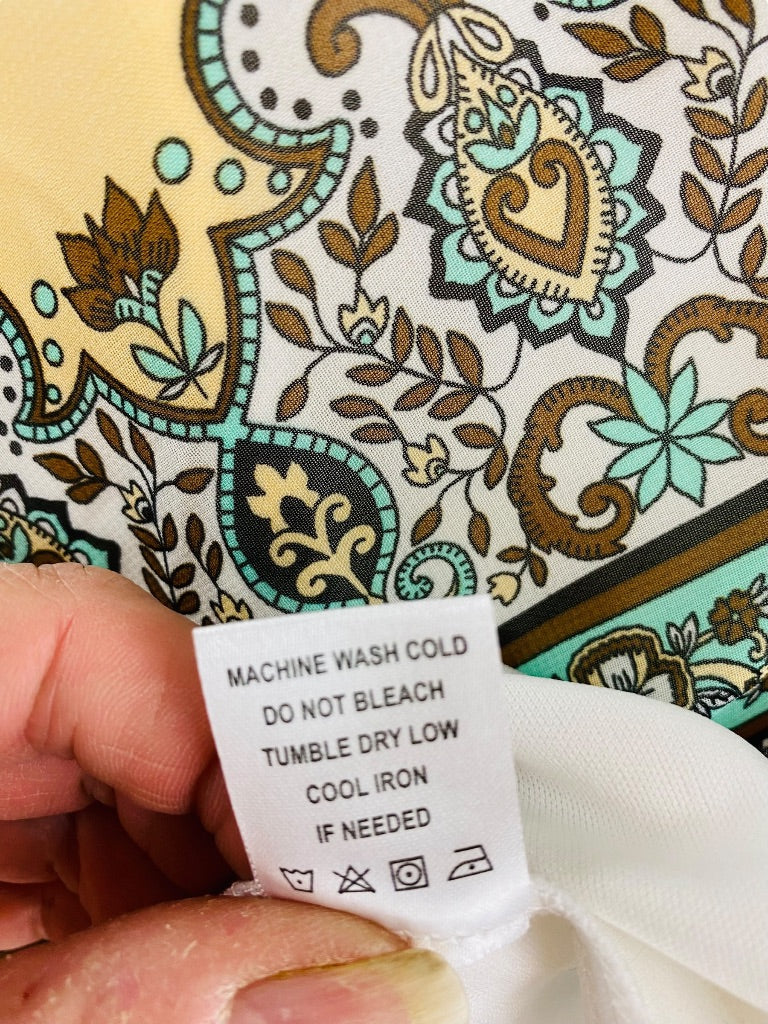 MACHINE WASH COLD
DO NOT BLEACH
TUMBLE DRY LOW
COOL IRON
IF NEEDED